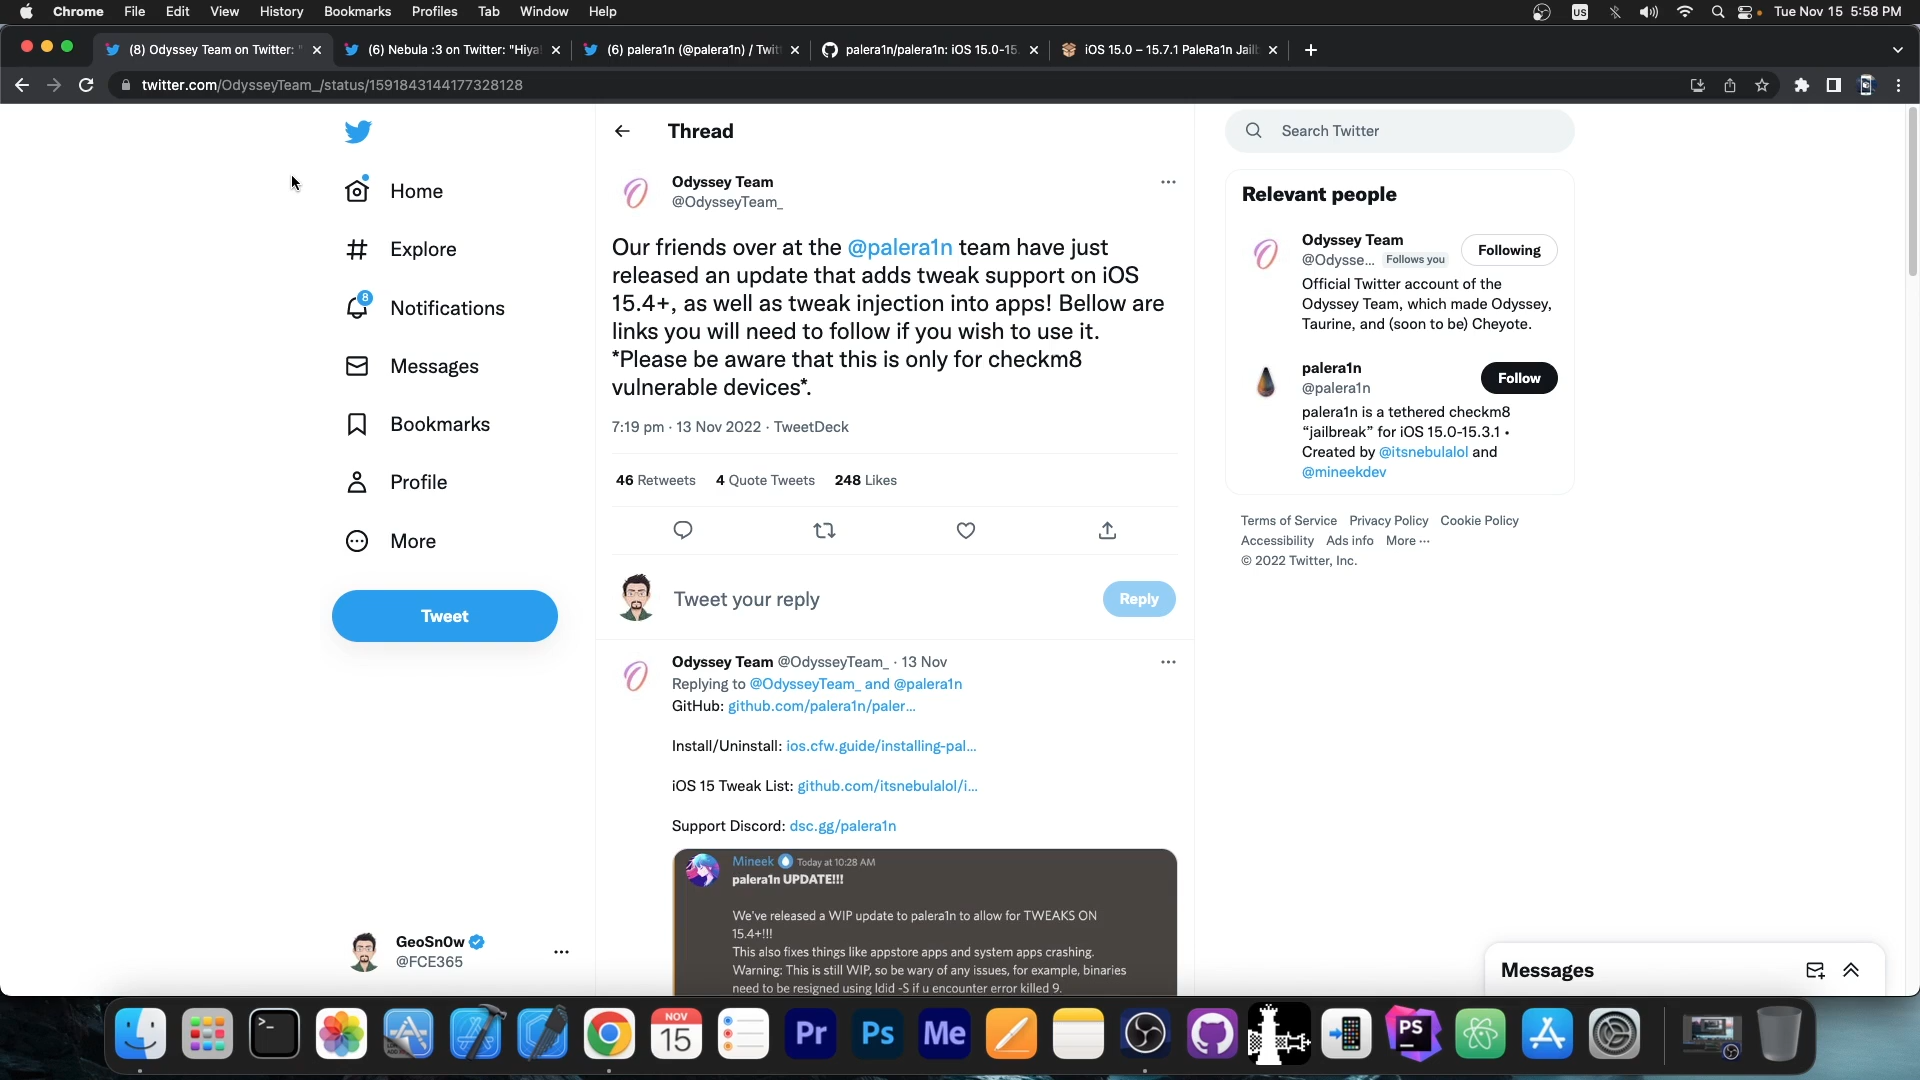 Chrome File Edit View History Bookmarks Profiles Tab Window Help US Tue Nov 15 5:58 PM
(8) Odyssey Team on Twitter: "
(6) Nebula :3 on Twitter: "Hiya
(6) palera1n (@palera1n) / Twit
palera1n/palera1n: iOS 15.0-15.
iOS 15.0 – 15.7.1 PaleRa1n Jailb
twitter.com/OdysseyTeam_/status/1591843144177328128
Home
Explore
8
Notifications
Messages
Bookmarks
Profile
More
Tweet
GeoSn0w
@FCE365
Thread
Odyssey Team
@OdysseyTeam_
Our friends over at the @palera1n team have just
released an update that adds tweak support on iOS
15.4+, as well as tweak injection into apps! Bellow are
links you will need to follow if you wish to use it.
*Please be aware that this is only for checkm8
vulnerable devices*.
7:19 pm · 13 Nov 2022 · TweetDeck
46 Retweets 4 Quote Tweets 248 Likes
Tweet your reply
Reply
Odyssey Team @OdysseyTeam_ · 13 Nov
Replying to @OdysseyTeam_ and @palera1n
GitHub: github.com/palera1n/paler...
Install/Uninstall: ios.cfw.guide/installing-pal...
iOS 15 Tweak List: github.com/itsnebulalol/i...
Support Discord: dsc.gg/palera1n
Mineek Today at 10:28 AM
palera1n UPDATE!!!
We've released a WIP update to palera1n to allow for TWEAKS ON
15.4+!!!
This also fixes things like appstore apps and system apps crashing.
Warning: This is still WIP, so be wary of any issues, for example, binaries
need to be resigned using ldid -S if u encounter error killed 9.
Search Twitter
Relevant people
Odyssey Team
@Odysse... Follows you
Following
Official Twitter account of the
Odyssey Team, which made Odyssey,
Taurine, and (soon to be) Cheyote.
palera1n
@palera1n
Follow
palera1n is a tethered checkm8
“jailbreak” for iOS 15.0-15.3.1 •
Created by @itsnebulalol and
@mineekdev
Terms of Service Privacy Policy Cookie Policy
Accessibility Ads info More ···
© 2022 Twitter, Inc.
Messages
NOV
15
Pr
Ps
Me
PS